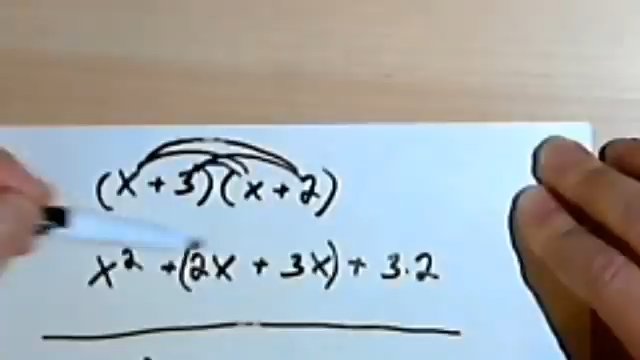 (x + 3)(x + 2)
x² + (2x + 3x) + 3·2